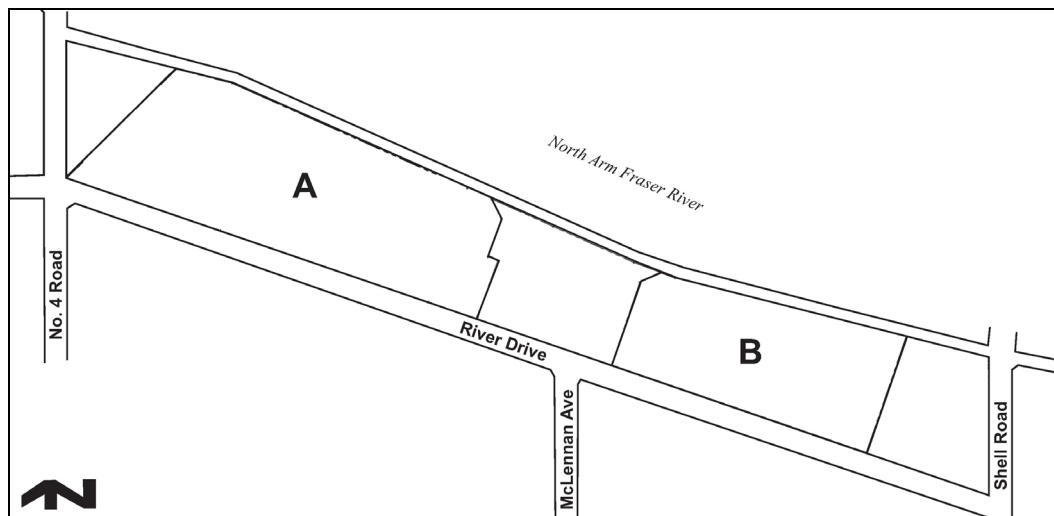 North Arm Fraser River
A
No. 4 Road
River Drive
B
McLennan Ave
Shell Road
N